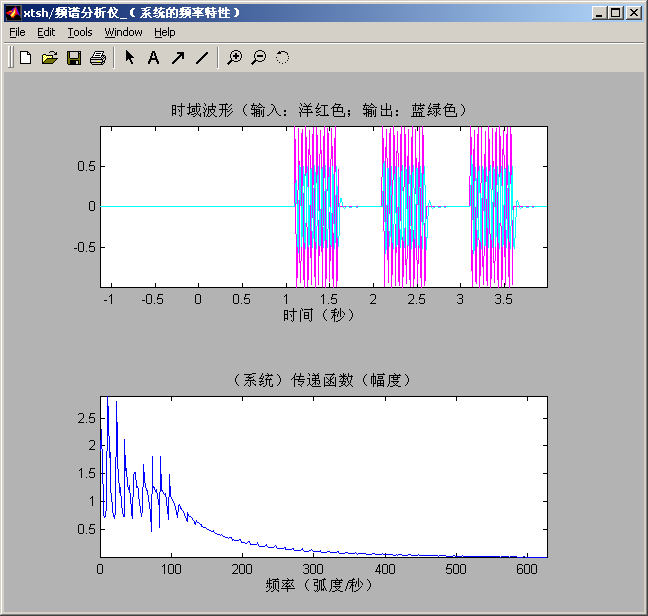 xtsh/频谱分析仪_(系统的频率特性)
File Edit Tools Window Help
A
时域波形（输入：洋红色；输出：蓝绿色）
0.5
0
-0.5
-1 -0.5 0 0.5 1 1.5 2 2.5 3 3.5
时间（秒）
（系统）传递函数（幅度）
2.5
2
1.5
1
0.5
0 100 200 300 400 500 600
频率（弧度/秒）